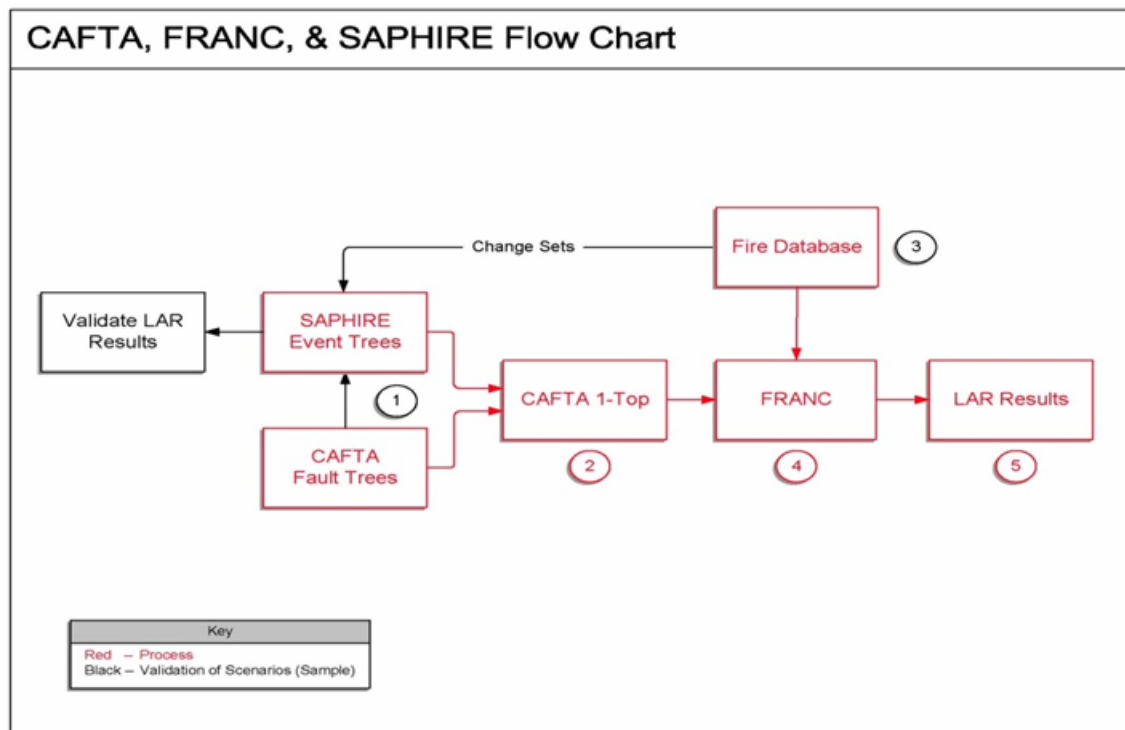 CAFTA, FRANC, & SAPHIRE Flow Chart
Fire Database
3
Change Sets
Validate LAR
Results
SAPHIRE
Event Trees
1
CAFTA 1-Top
FRANC
LAR Results
CAFTA
Fault Trees
2
4
5
Key
Red – Process
Black – Validation of Scenarios (Sample)